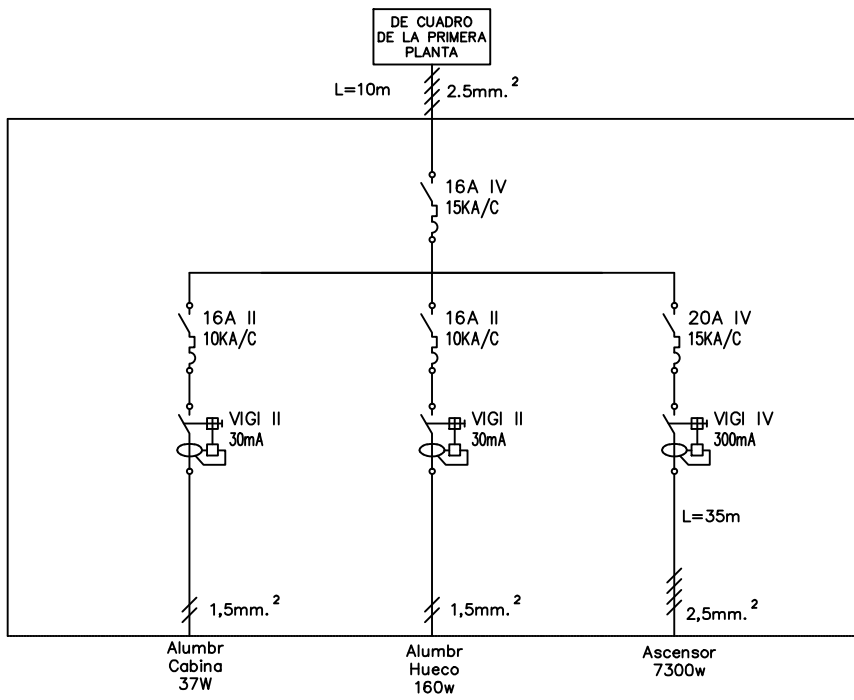 DE CUADRO
DE LA PRIMERA
PLANTA
L=10m
2.5mm.²
16A IV
15KA/C
16A II
10KA/C
16A II
10KA/C
20A IV
15KA/C
VIGI II
30mA
VIGI II
30mA
VIGI IV
300mA
L=35m
1,5mm.²
1,5mm.²
2,5mm.²
Alumbr
Cabina
37W
Alumbr
Hueco
160w
Ascensor
7300w